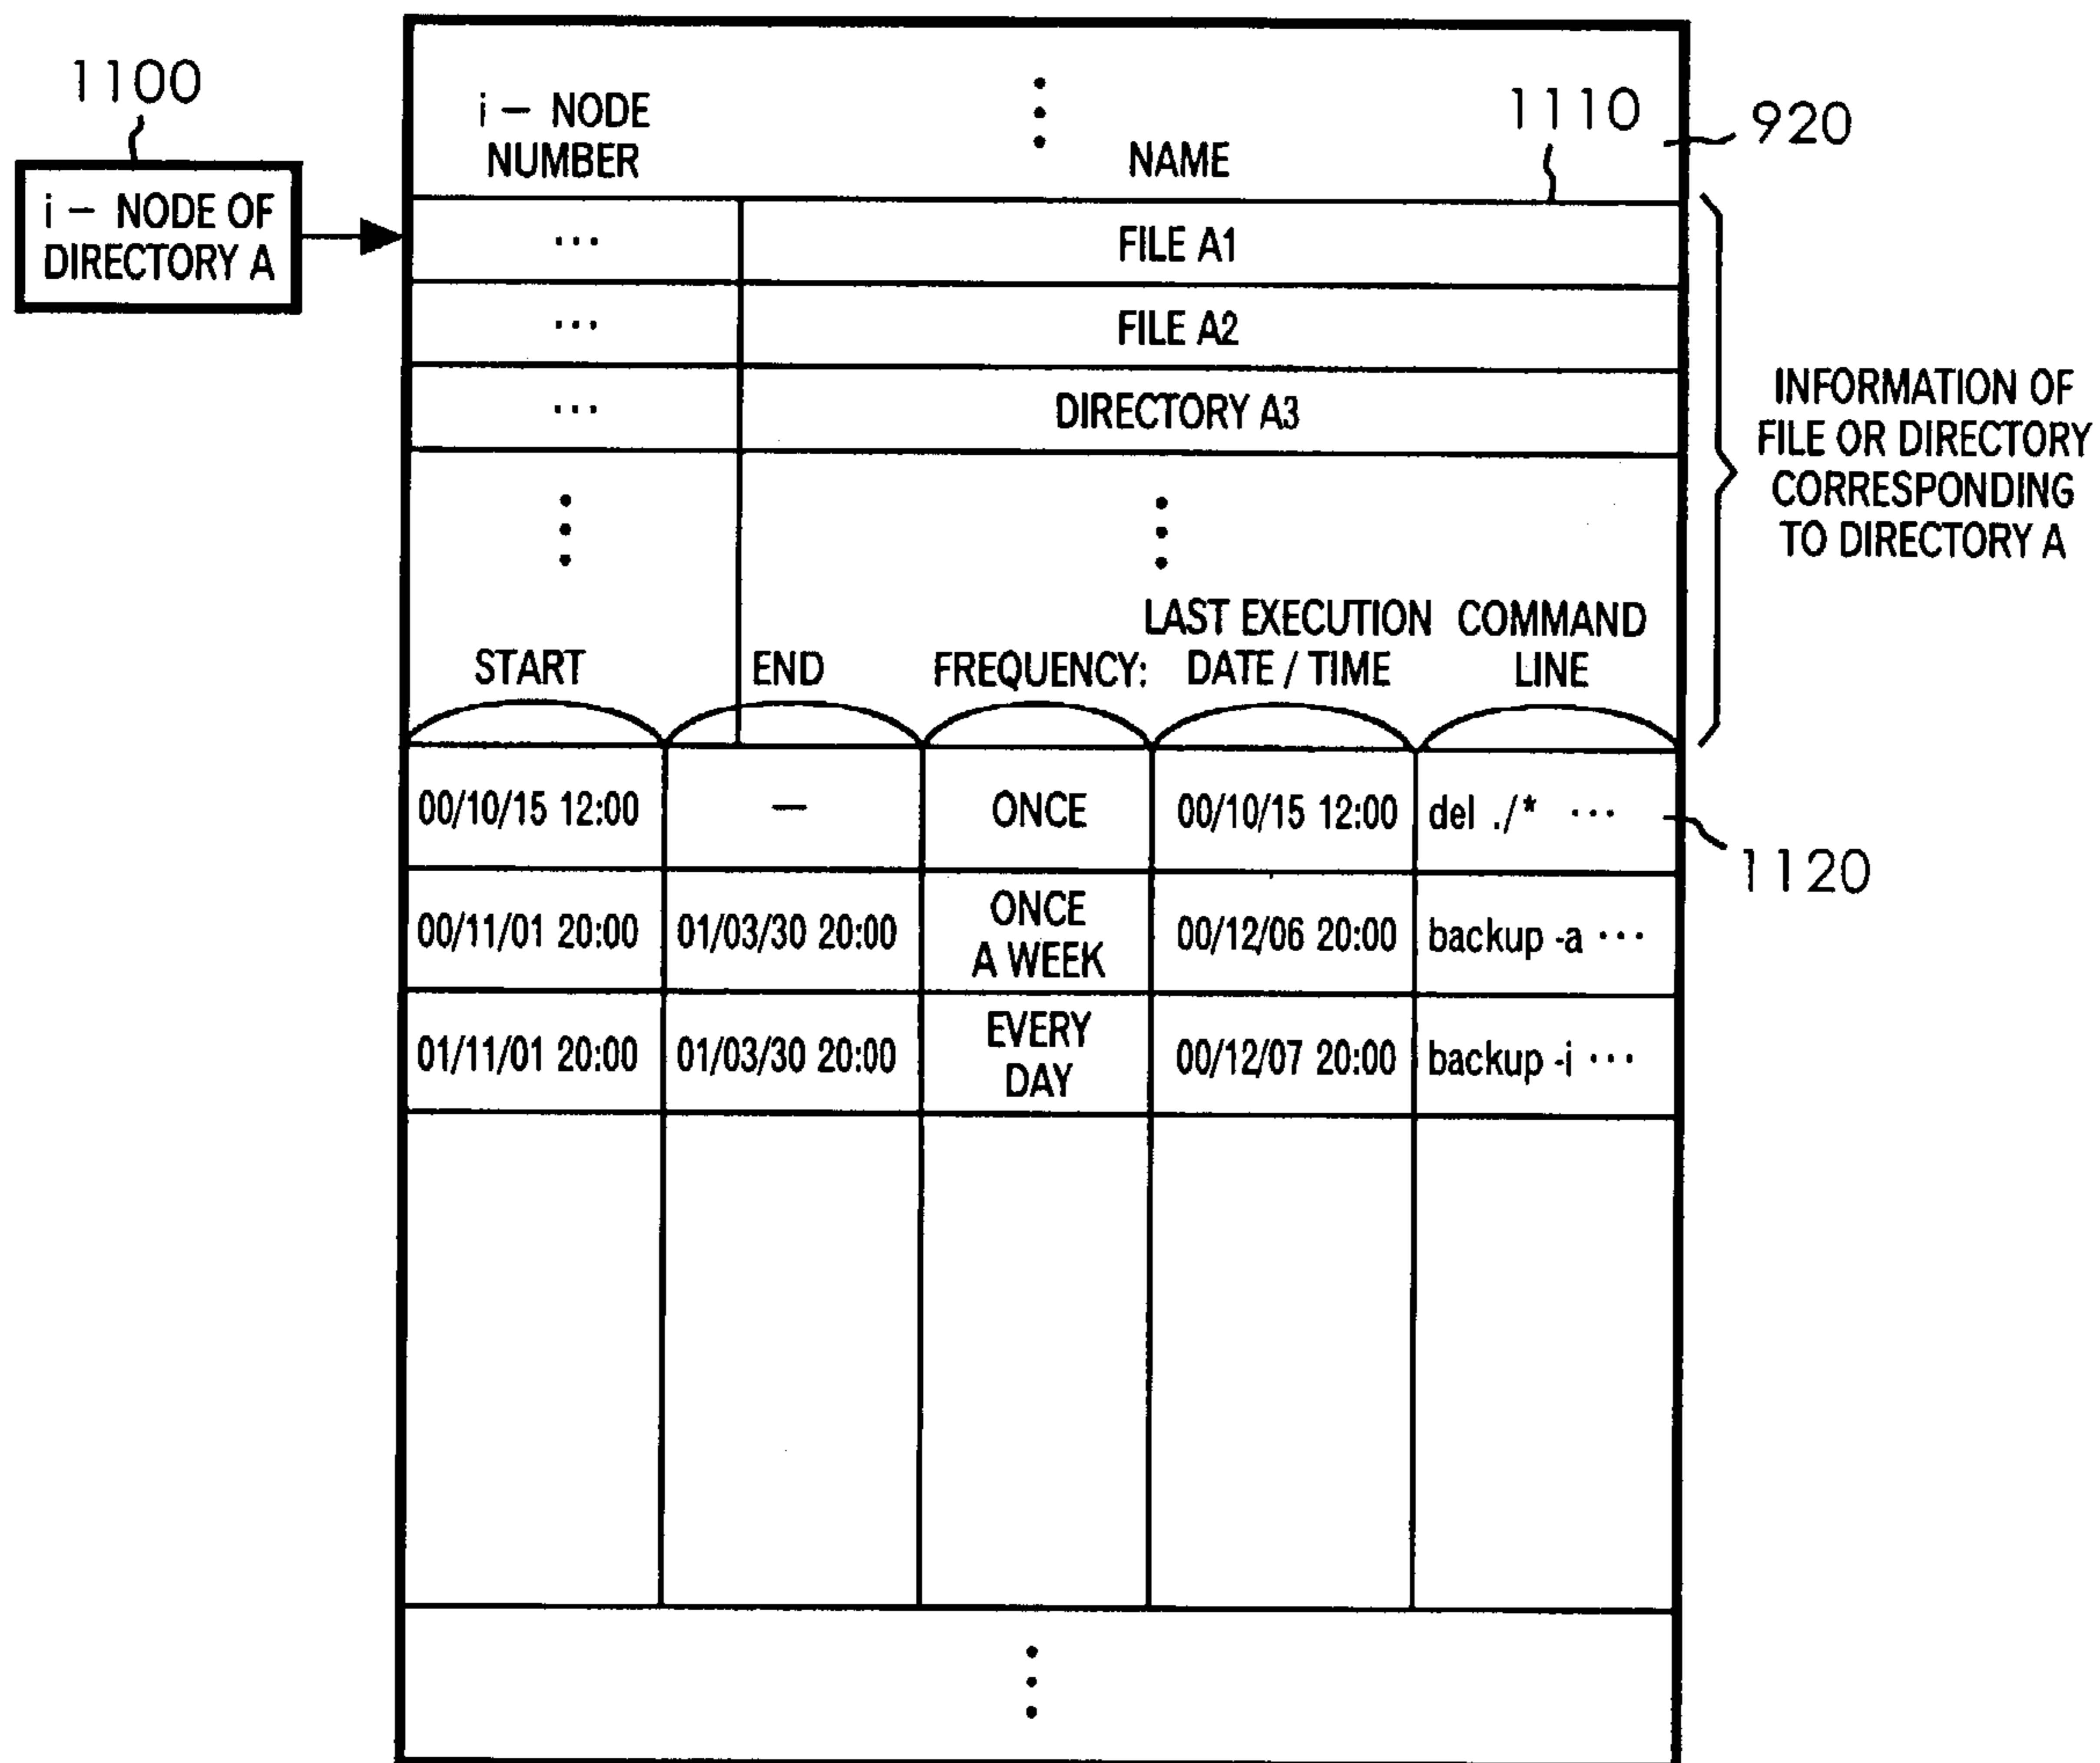 1100
i – NODE OF
DIRECTORY A
i – NODE
NUMBER
NAME
1110
920
... FILE A1
... FILE A2
... DIRECTORY A3
INFORMATION OF
FILE OR DIRECTORY
CORRESPONDING
TO DIRECTORY A
START
END
FREQUENCY:
LAST EXECUTION
DATE / TIME
COMMAND
LINE
00/10/15 12:00 — ONCE 00/10/15 12:00 del ./* ...
1120
00/11/01 20:00 01/03/30 20:00 ONCE
A WEEK 00/12/06 20:00 backup -a ...
01/11/01 20:00 01/03/30 20:00 EVERY
DAY 00/12/07 20:00 backup -i ...